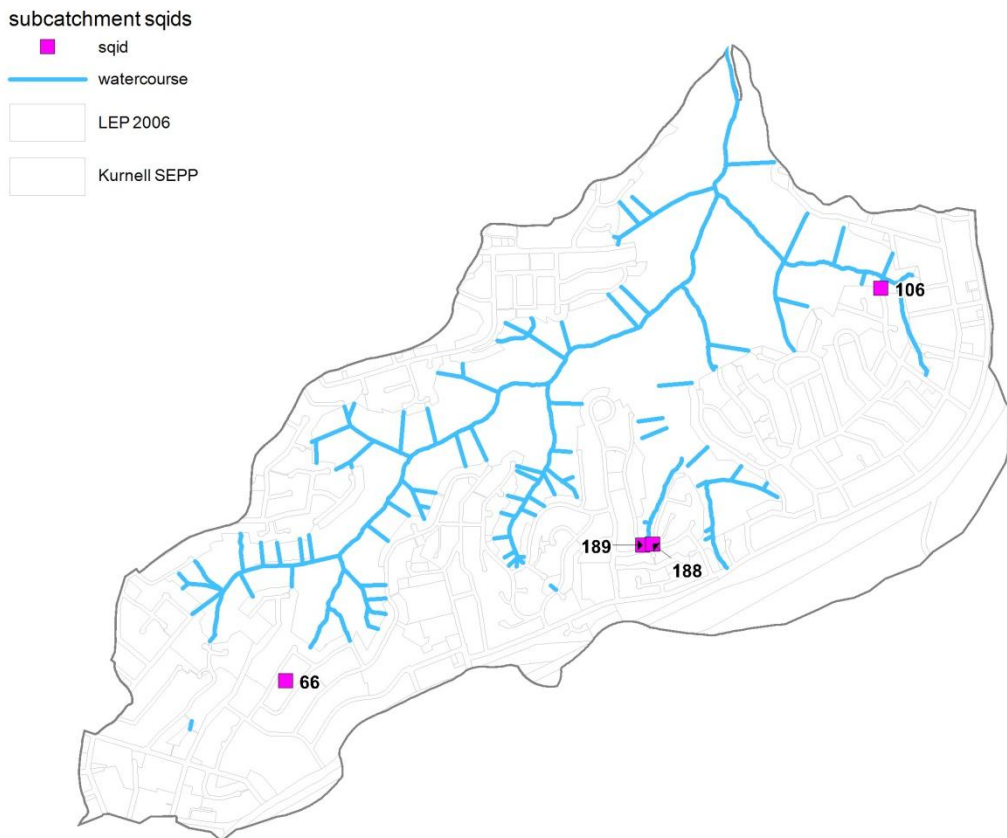 subcatchment sqids
sqid
watercourse
LEP 2006
Kurnell SEPP
106
189
188
66